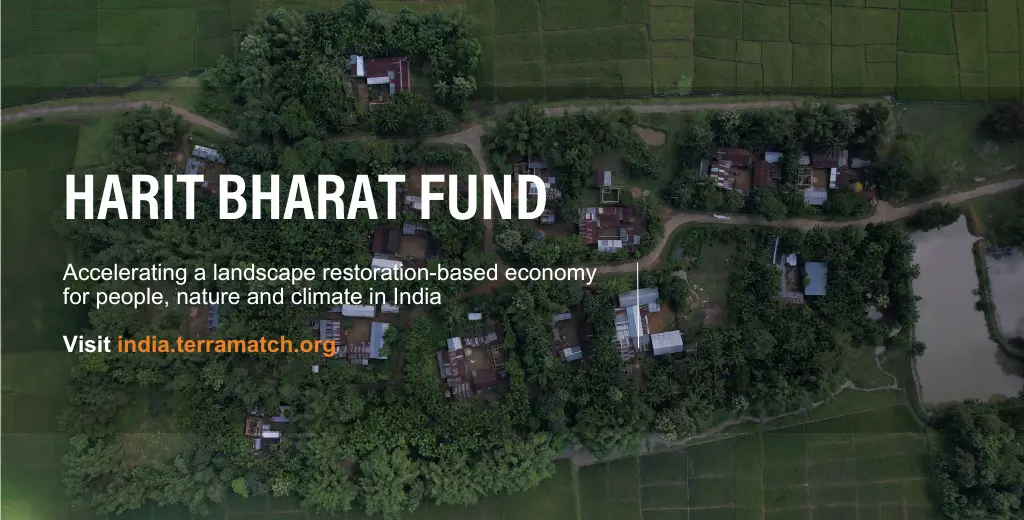 HARIT BHARAT FUND
Accelerating a landscape restoration-based economy
for people, nature and climate in India
Visit india.terramatch.org